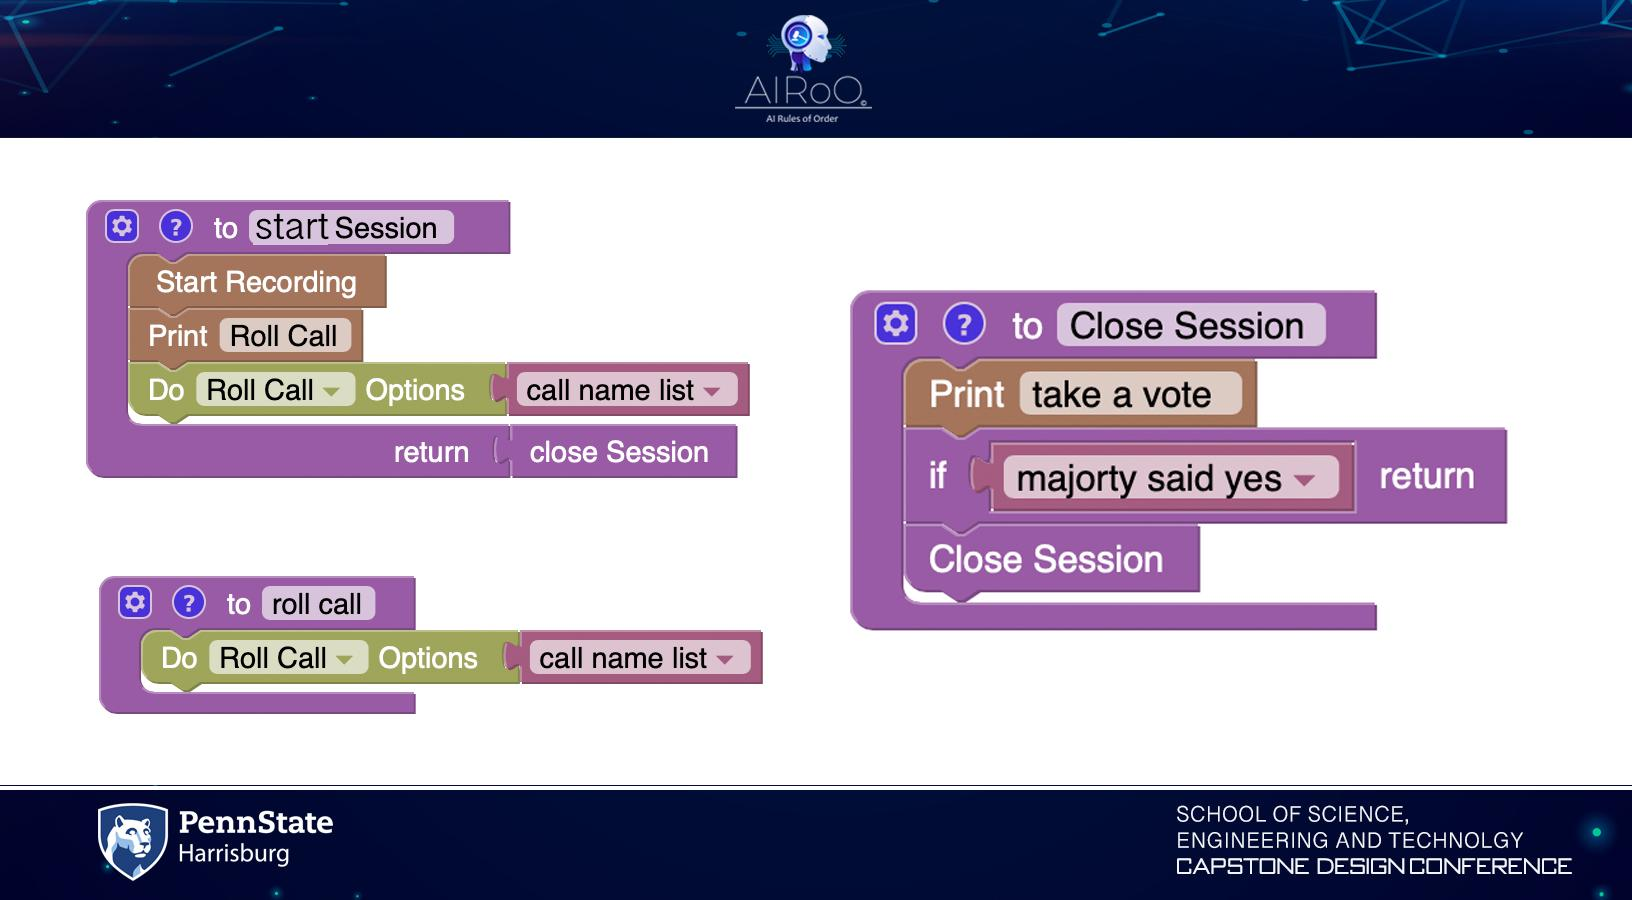 AIRoO©
AI Rules of Order
? to start Session
Start Recording
Print Roll Call
Do Roll Call Options call name list
return close Session
? to roll call
Do Roll Call Options call name list
? to Close Session
Print take a vote
if majorty said yes return
Close Session
PennState
Harrisburg
SCHOOL OF SCIENCE,
ENGINEERING AND TECHNOLGY
CAPSTONE DESIGN CONFERENCE